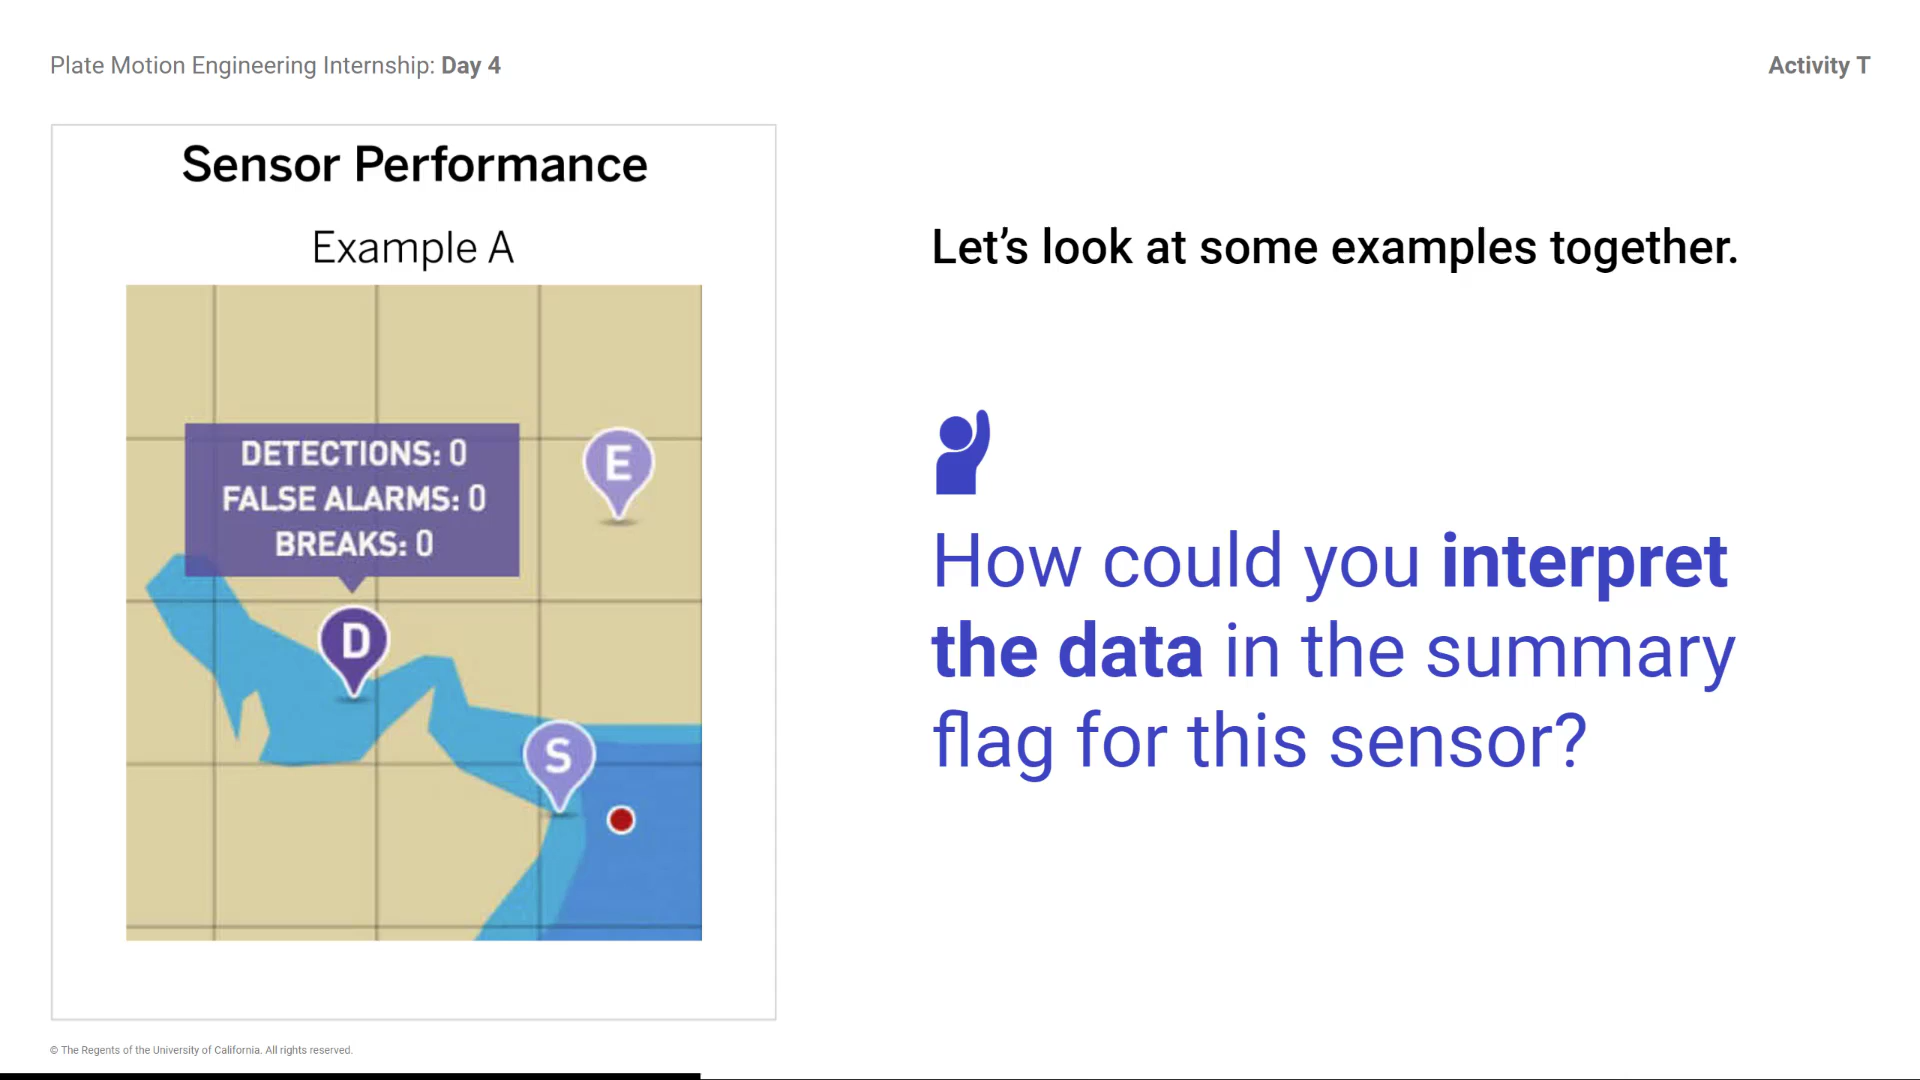 Plate Motion Engineering Internship: Day 4
Activity T
Sensor Performance
Example A
DETECTIONS: 0
FALSE ALARMS: 0
BREAKS: 0
E
D
S
Let’s look at some examples together.
How could you interpret
the data in the summary
flag for this sensor?
© The Regents of the University of California. All rights reserved.